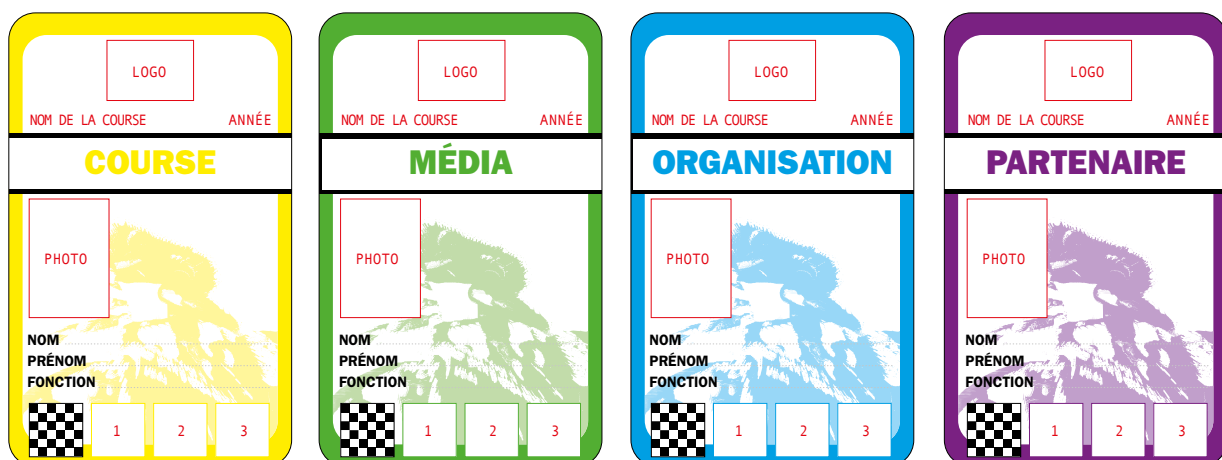 LOGO
NOM DE LA COURSE ANNÉE
COURSE
PHOTO
NOM
PRÉNOM
FONCTION
1 2 3
LOGO
NOM DE LA COURSE ANNÉE
MÉDIA
PHOTO
NOM
PRÉNOM
FONCTION
1 2 3
LOGO
NOM DE LA COURSE ANNÉE
ORGANISATION
PHOTO
NOM
PRÉNOM
FONCTION
1 2 3
LOGO
NOM DE LA COURSE ANNÉE
PARTENAIRE
PHOTO
NOM
PRÉNOM
FONCTION
1 2 3